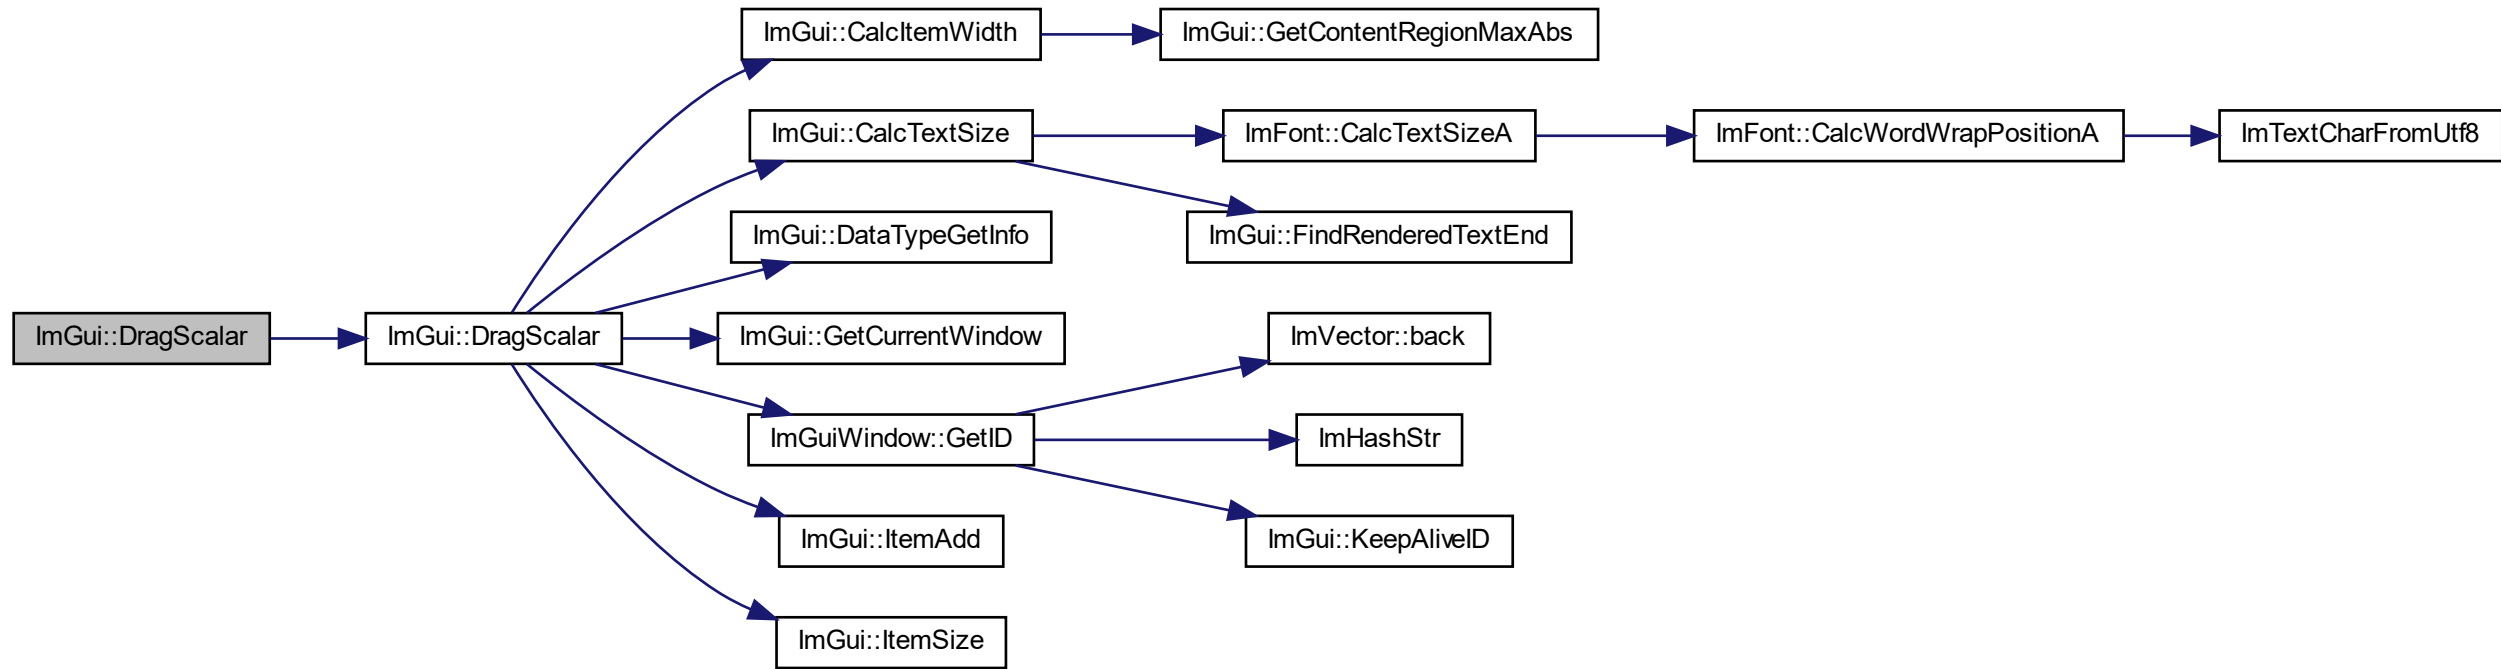 ImGui::CalcItemWidth
ImGui::GetContentRegionMaxAbs
ImGui::CalcTextSize
ImFont::CalcTextSizeA
ImFont::CalcWordWrapPositionA
ImTextCharFromUtf8
ImGui::DataTypeGetInfo
ImGui::FindRenderedTextEnd
ImGui::DragScalar
ImGui::DragScalar
ImGui::GetCurrentWindow
ImVector::back
ImGuiWindow::GetID
ImHashStr
ImGui::ItemAdd
ImGui::KeepAliveID
ImGui::ItemSize